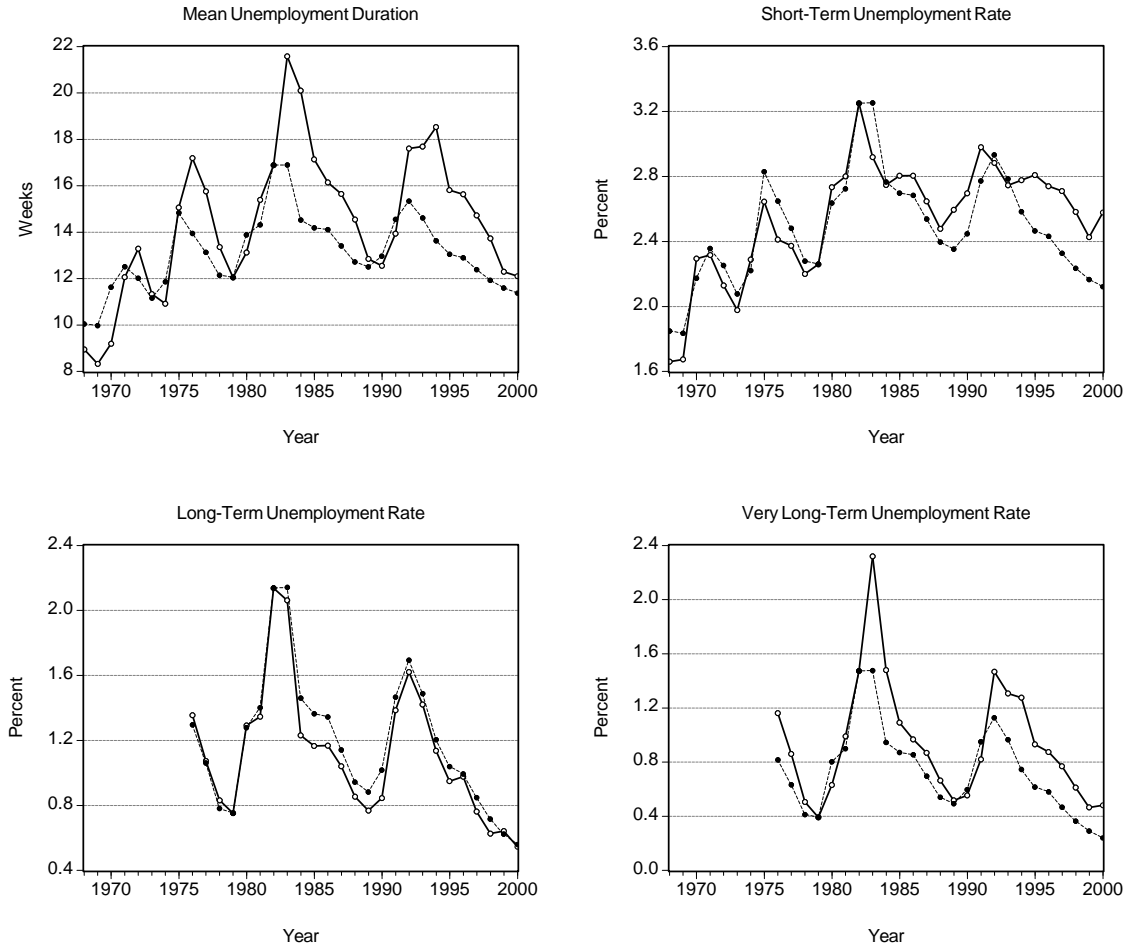 Mean Unemployment Duration
22
20
18
16
14
12
10
8
Weeks
1970 1975 1980 1985 1990 1995 2000
Year
Short-Term Unemployment Rate
3.6
3.2
2.8
2.4
2.0
1.6
Percent
1970 1975 1980 1985 1990 1995 2000
Year
Long-Term Unemployment Rate
2.4
2.0
1.6
1.2
0.8
0.4
Percent
1970 1975 1980 1985 1990 1995 2000
Year
Very Long-Term Unemployment Rate
2.4
2.0
1.6
1.2
0.8
0.4
0.0
Percent
1970 1975 1980 1985 1990 1995 2000
Year